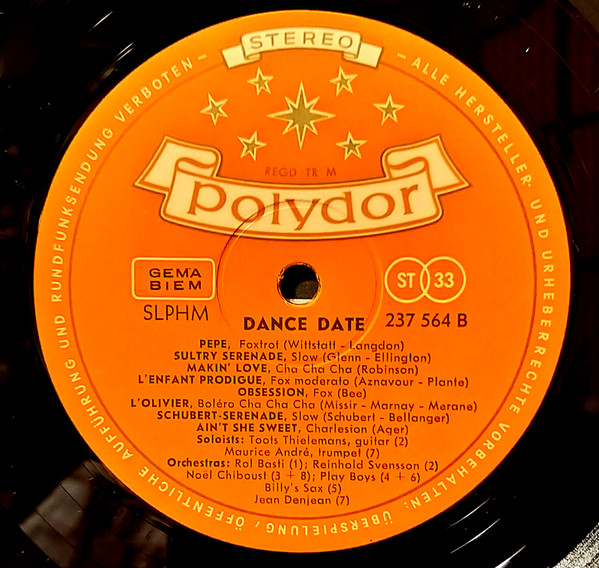 STEREO
— ALLE HERSTELLER- UND URHEBERRECHTE VORBEHALTEN: ÜBERSPIELUNG/ÖFFENTLICHE AUFFÜHRUNG UND RUNDFUNKSENDUNG VERBOTEN —
REGD TR M
polydor
GEMA
BIEM
SLPHM
ST 33
237 564 B
DANCE DATE
PEPE, Foxtrot (Wittstatt - Langdon)
SULTRY SERENADE, Slow (Glenn - Ellington)
MAKIN' LOVE, Cha Cha Cha (Robinson)
L'ENFANT PRODIGUE, Fox moderato (Aznavour - Plante)
OBSESSION, Fox (Bee)
L'OLIVIER, Boléro Cha Cha Cha (Missir - Marnay - Merane)
SCHUBERT-SERENADE, Slow (Schubert - Bellanger)
AIN'T SHE SWEET, Charleston (Ager)
Soloists: Toots Thielemans, guitar (2)
Maurice André, trumpet (7)
Orchestras: Rol Basti (1); Reinhold Svensson (2)
Noël Chiboust (3 + 8); Play Boys (4 + 6)
Billy's Sax (5)
Jean Denjean (7)